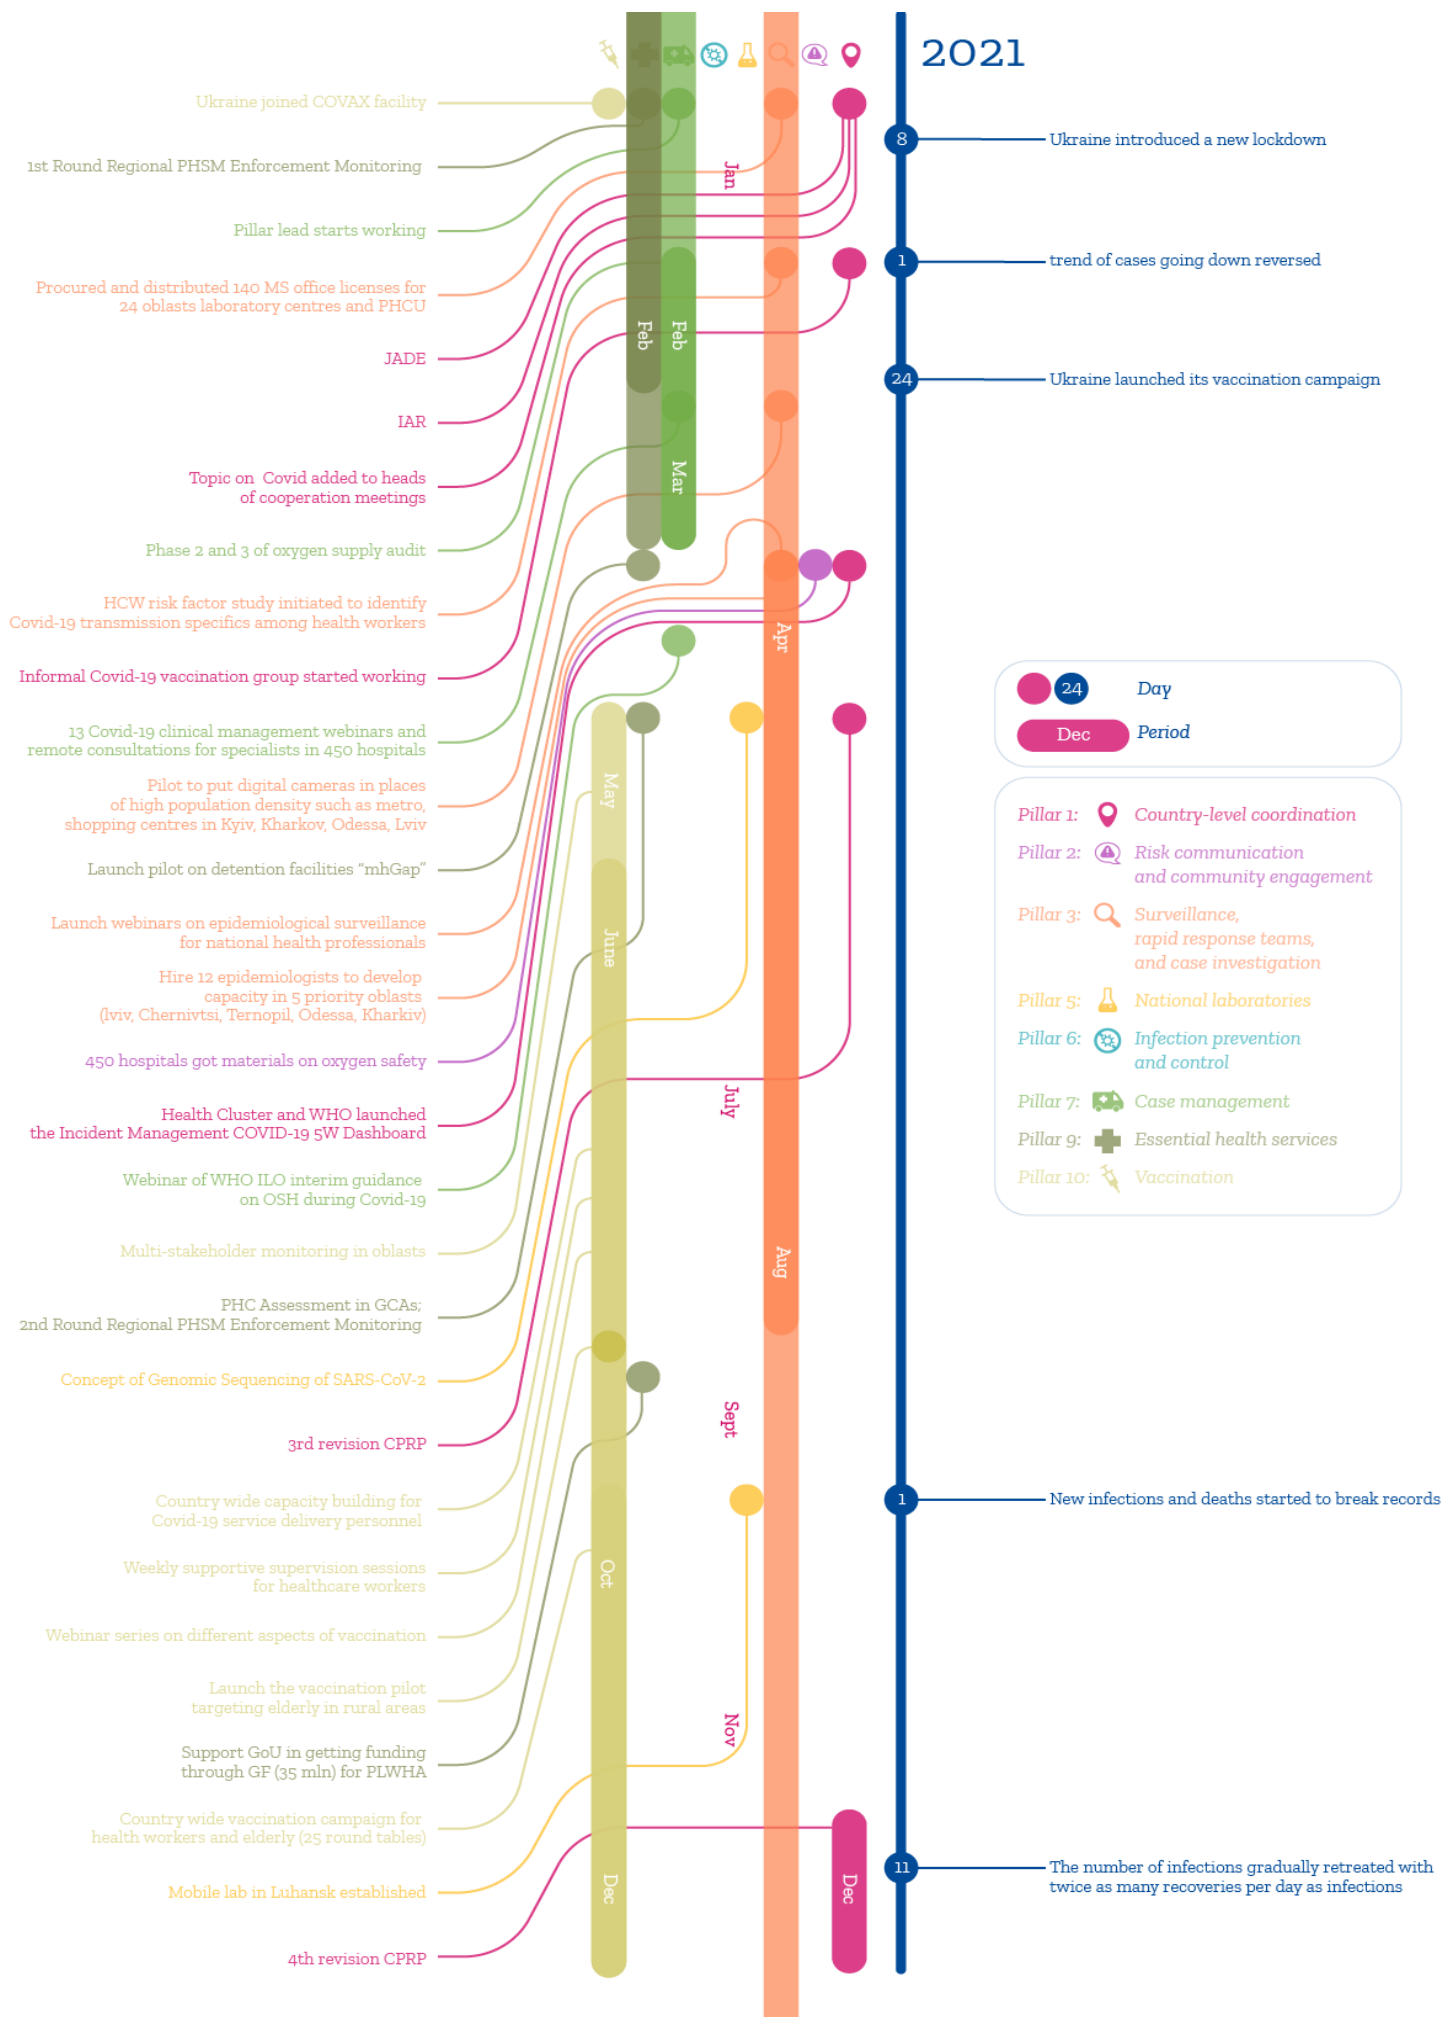 2021
Ukraine joined COVAX facility
1st Round Regional PHSM Enforcement Monitoring
Pillar lead starts working
Procured and distributed 140 MS office licenses for
24 oblasts laboratory centres and PHCU
JADE
IAR
Topic on Covid added to heads
of cooperation meetings
Phase 2 and 3 of oxygen supply audit
HCW risk factor study initiated to identify
Covid-19 transmission specifics among health workers
Informal Covid-19 vaccination group started working
13 Covid-19 clinical management webinars and
remote consultations for specialists in 450 hospitals
Pilot to put digital cameras in places
of high population density such as metro,
shopping centres in Kyiv, Kharkov, Odessa, Lviv
Launch pilot on detention facilities “mhGap”
Launch webinars on epidemiological surveillance
for national health professionals
Hire 12 epidemiologists to develop
capacity in 5 priority oblasts
(lviv, Chernivtsi, Ternopil, Odessa, Kharkiv)
450 hospitals got materials on oxygen safety
Health Cluster and WHO launched
the Incident Management COVID-19 5W Dashboard
Webinar of WHO ILO interim guidance
on OSH during Covid-19
Multi-stakeholder monitoring in oblasts
PHC Assessment in GCAs;
2nd Round Regional PHSM Enforcement Monitoring
Concept of Genomic Sequencing of SARS-CoV-2
3rd revision CPRP
Country wide capacity building for
Covid-19 service delivery personnel
Weekly supportive supervision sessions
for healthcare workers
Webinar series on different aspects of vaccination
Launch the vaccination pilot
targeting elderly in rural areas
Support GoU in getting funding
through GF (35 mln) for PLWHA
Country wide vaccination campaign for
health workers and elderly (25 round tables)
Mobile lab in Luhansk established
4th revision CPRP
Jan
Feb
Feb
Mar
Apr
May
June
July
Aug
Sept
Oct
Nov
Dec
Dec
8
Ukraine introduced a new lockdown
1
trend of cases going down reversed
24
Ukraine launched its vaccination campaign
1
New infections and deaths started to break records
11
The number of infections gradually retreated with
twice as many recoveries per day as infections
24
Day
Dec
Period
Pillar 1:
Country-level coordination
Pillar 2:
Risk communication
and community engagement
Pillar 3:
Surveillance,
rapid response teams,
and case investigation
Pillar 5:
National laboratories
Pillar 6:
Infection prevention
and control
Pillar 7:
Case management
Pillar 9:
Essential health services
Pillar 10:
Vaccination